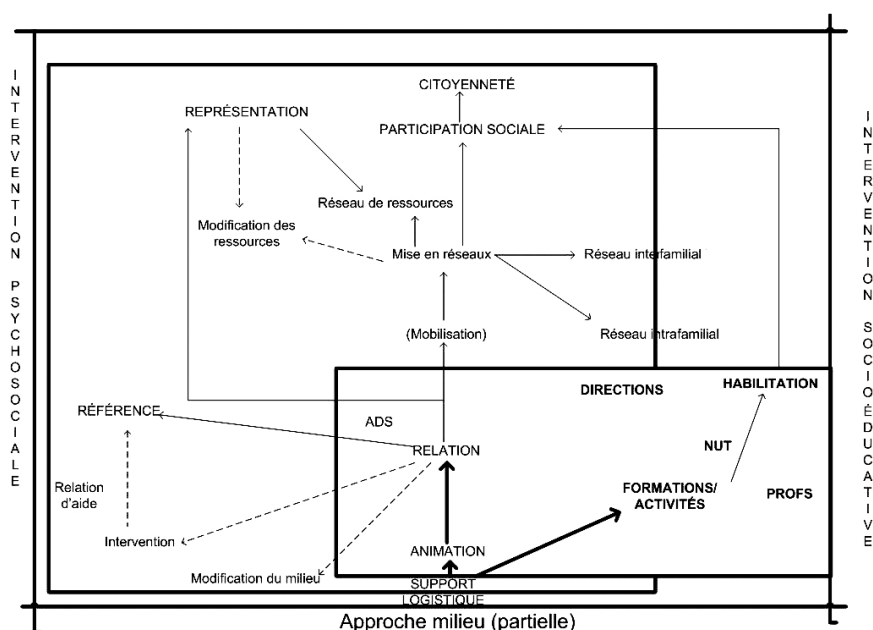 INTERVENTION PSYCHOSOCIALE
INTERVENTION SOCIOÉDUCATIVE
CITOYENNETÉ
REPRÉSENTATION
PARTICIPATION SOCIALE
Réseau de ressources
Modification des
ressources
Mise en réseaux
Réseau interfamilial
(Mobilisation)
Réseau intrafamilial
DIRECTIONS
HABILITATION
RÉFÉRENCE
ADS
RELATION
NUT
Relation
d'aide
FORMATIONS/
ACTIVITÉS
PROFS
Intervention
ANIMATION
Modification du milieu
SUPPORT
LOGISTIQUE
Approche milieu (partielle)